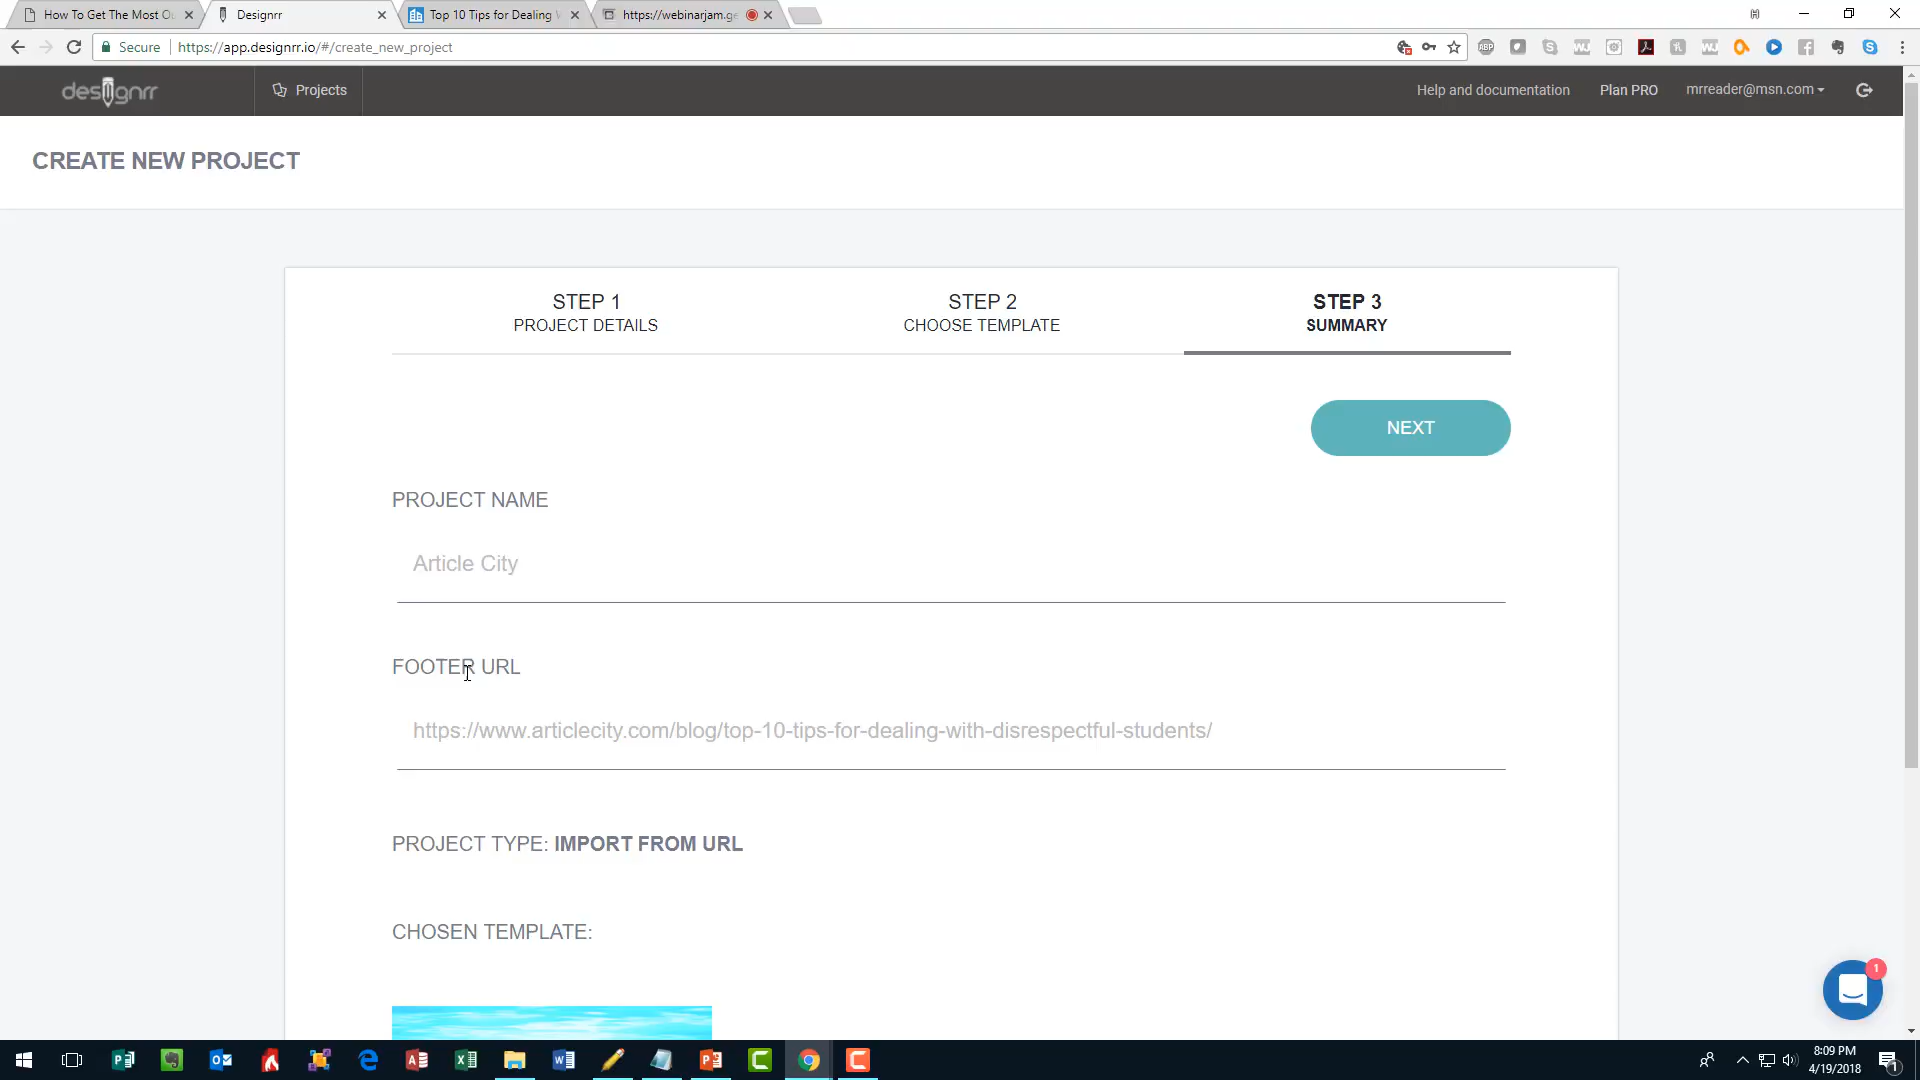 How To Get The Most Ou
Designrr
Top 10 Tips for Dealing W
https://webinarjam.ge
Secure
https://app.designrr.io/#/create_new_project
ABP
designrr
Projects
Help and documentation
Plan PRO
mrreader@msn.com
CREATE NEW PROJECT
STEP 1
PROJECT DETAILS
STEP 2
CHOOSE TEMPLATE
STEP 3
SUMMARY
NEXT
PROJECT NAME
Article City
FOOTER URL
https://www.articlecity.com/blog/top-10-tips-for-dealing-with-disrespectful-students/
PROJECT TYPE: IMPORT FROM URL
CHOSEN TEMPLATE:
1
8:09 PM
4/19/2018
1